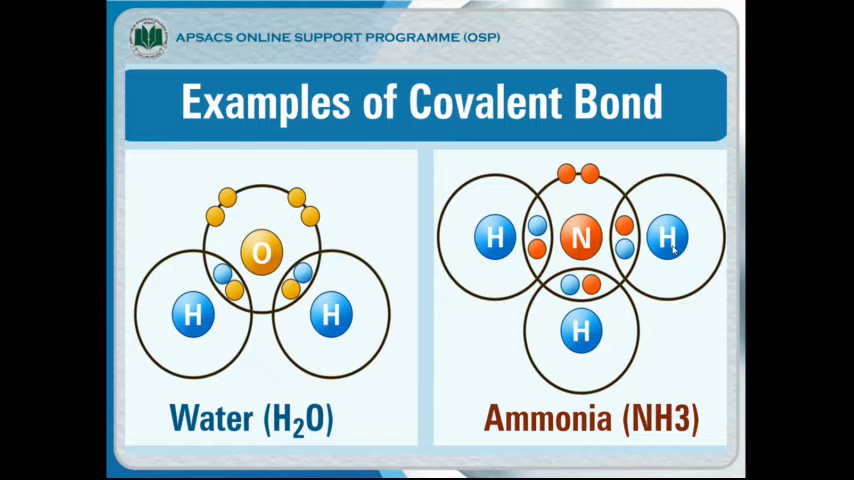 APSACS ONLINE SUPPORT PROGRAMME (OSP)
Examples of Covalent Bond
O
H H
Water (H₂O)
H N H
H
Ammonia (NH3)